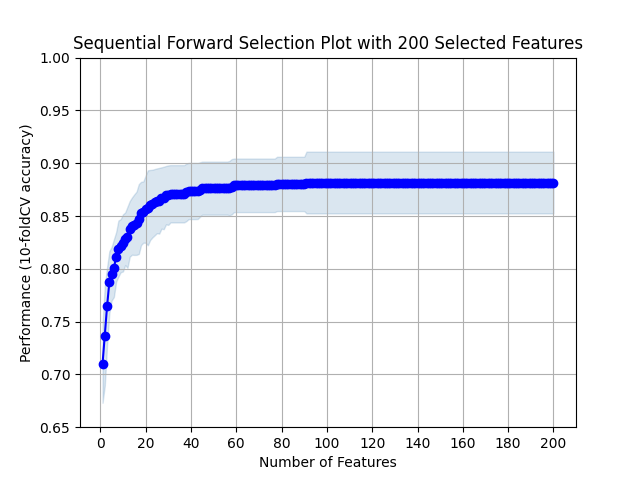 Sequential Forward Selection Plot with 200 Selected Features
1.00
0.95
0.90
0.85
0.80
0.75
0.70
0.65
Performance (10-foldCV accuracy)
0 20 40 60 80 100 120 140 160 180 200
Number of Features